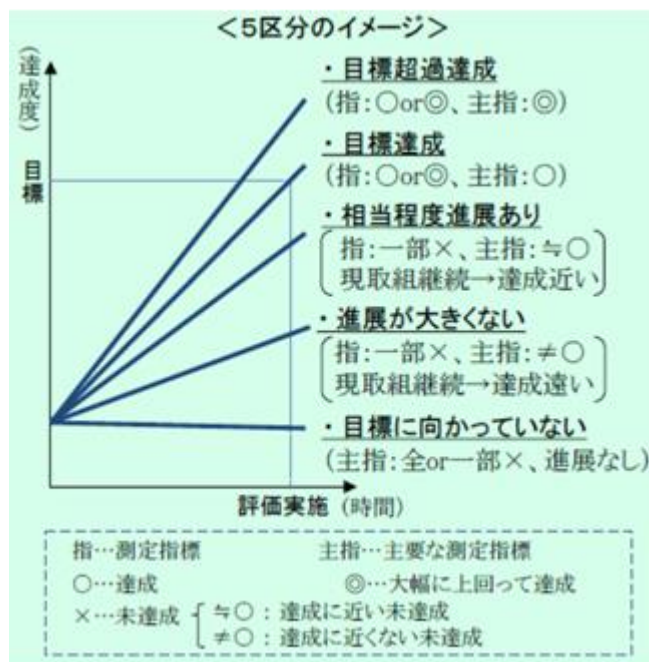 ＜５区分のイメージ＞
(達成度)
目標
・目標超過達成
(指:○or◎、主指:◎)
・目標達成
(指:○or◎、主指:○)
・相当程度進展あり
指:一部×、主指:≒○
現取組継続→達成近い
・進展が大きくない
指:一部×、主指:≠○
現取組継続→達成遠い
・目標に向かっていない
(主指:全or一部×、進展なし)
評価実施 (時間)
指…測定指標 主指…主要な測定指標
○…達成 ◎…大幅に上回って達成
×…未達成 ≒○：達成に近い未達成
≠○：達成に近くない未達成